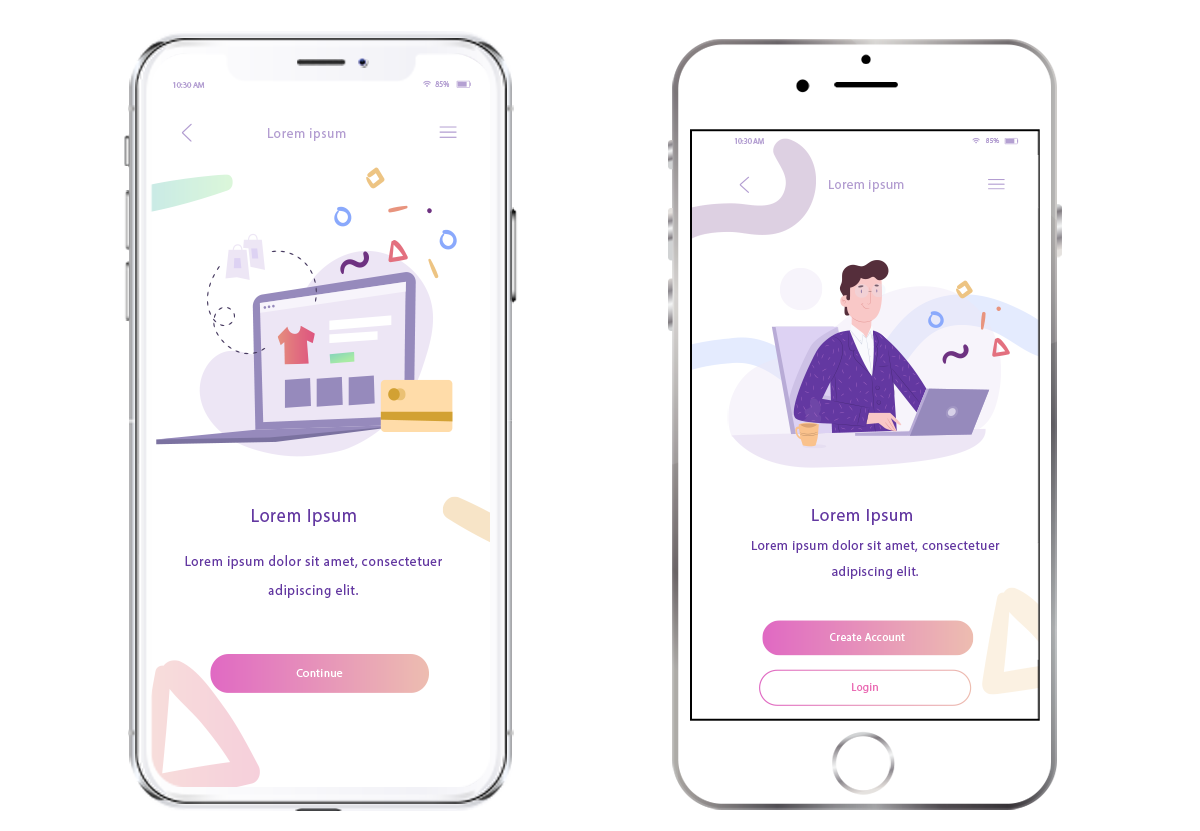 10:30 AM
85%
Lorem ipsum
Lorem Ipsum
Lorem ipsum dolor sit amet, consectetuer
adipiscing elit.
Continue
10:30 AM
85%
Lorem ipsum
Lorem Ipsum
Lorem ipsum dolor sit amet, consectetuer
adipiscing elit.
Create Account
Login